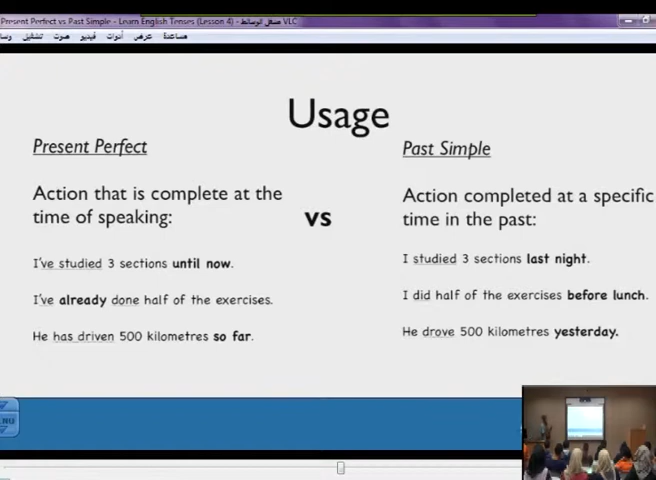 Present Perfect vs Past Simple - Learn English Tenses (Lesson 4) - مشغل الوسائط VLC
وسا تشغيل صوت فيديو أدوات عرض مساعدة
Usage
Present Perfect
Action that is complete at the
time of speaking:
I've studied 3 sections until now.
I've already done half of the exercises.
He has driven 500 kilometres so far.
vs
Past Simple
Action completed at a specific
time in the past:
I studied 3 sections last night.
I did half of the exercises before lunch.
He drove 500 kilometres yesterday.
NU